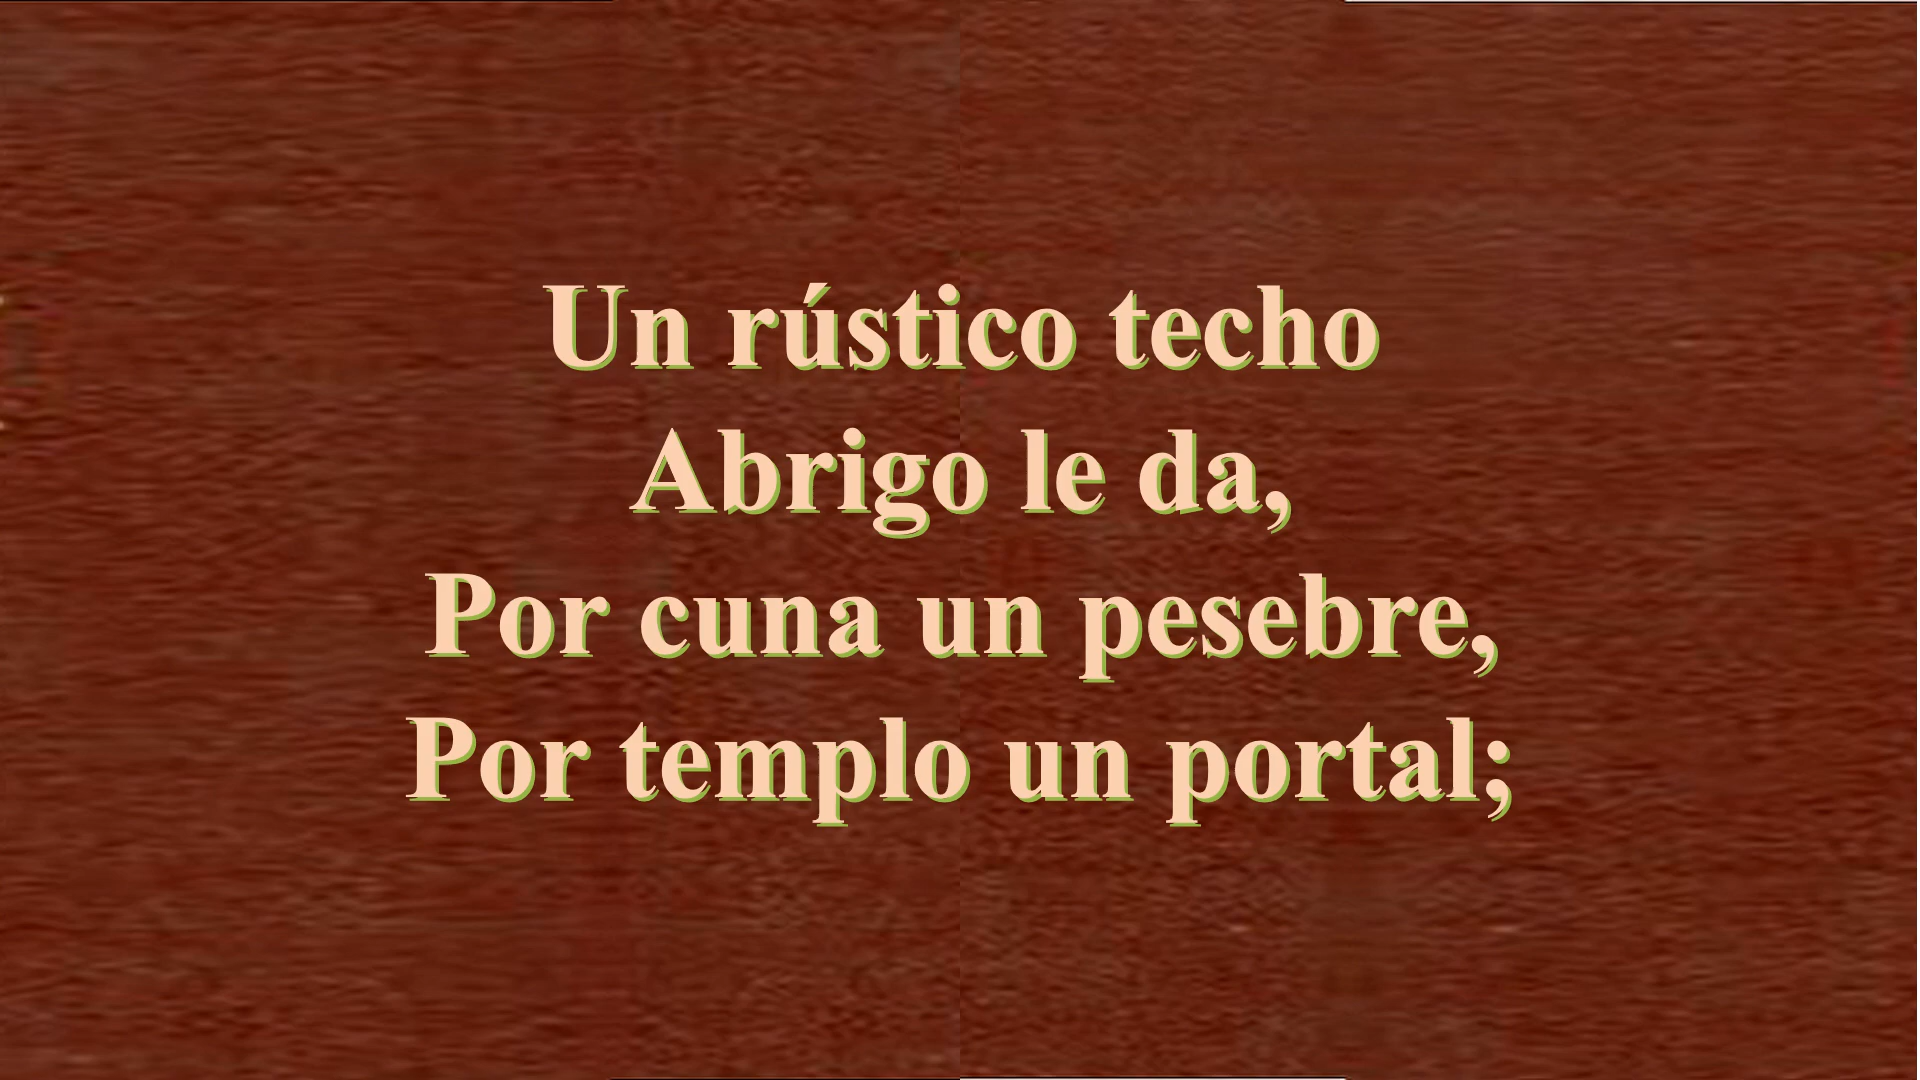 Un rústico techo
Abrigo le da,
Por cuna un pesebre,
Por templo un portal;